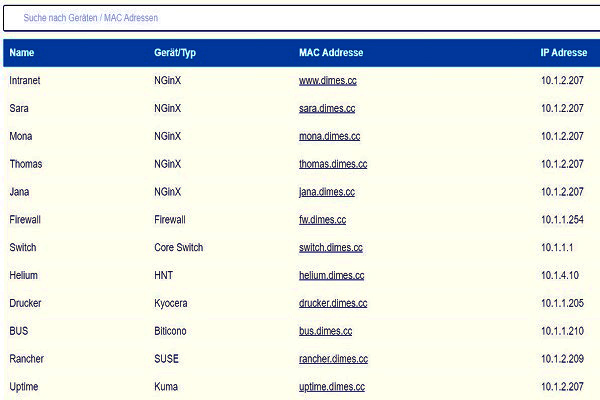 Suche nach Geräten / MAC Adressen
Name Gerät/Typ MAC Addresse IP Adresse
Intranet NGinX www.dimes.cc 10.1.2.207
Sara NGinX sara.dimes.cc 10.1.2.207
Mona NGinX mona.dimes.cc 10.1.2.207
Thomas NGinX thomas.dimes.cc 10.1.2.207
Jana NGinX jana.dimes.cc 10.1.2.207
Firewall Firewall fw.dimes.cc 10.1.1.254
Switch Core Switch switch.dimes.cc 10.1.1.1
Helium HNT helium.dimes.cc 10.1.4.10
Drucker Kyocera drucker.dimes.cc 10.1.1.205
BUS Biticono bus.dimes.cc 10.1.1.210
Rancher SUSE rancher.dimes.cc 10.1.2.209
Uptime Kuma uptime.dimes.cc 10.1.2.207